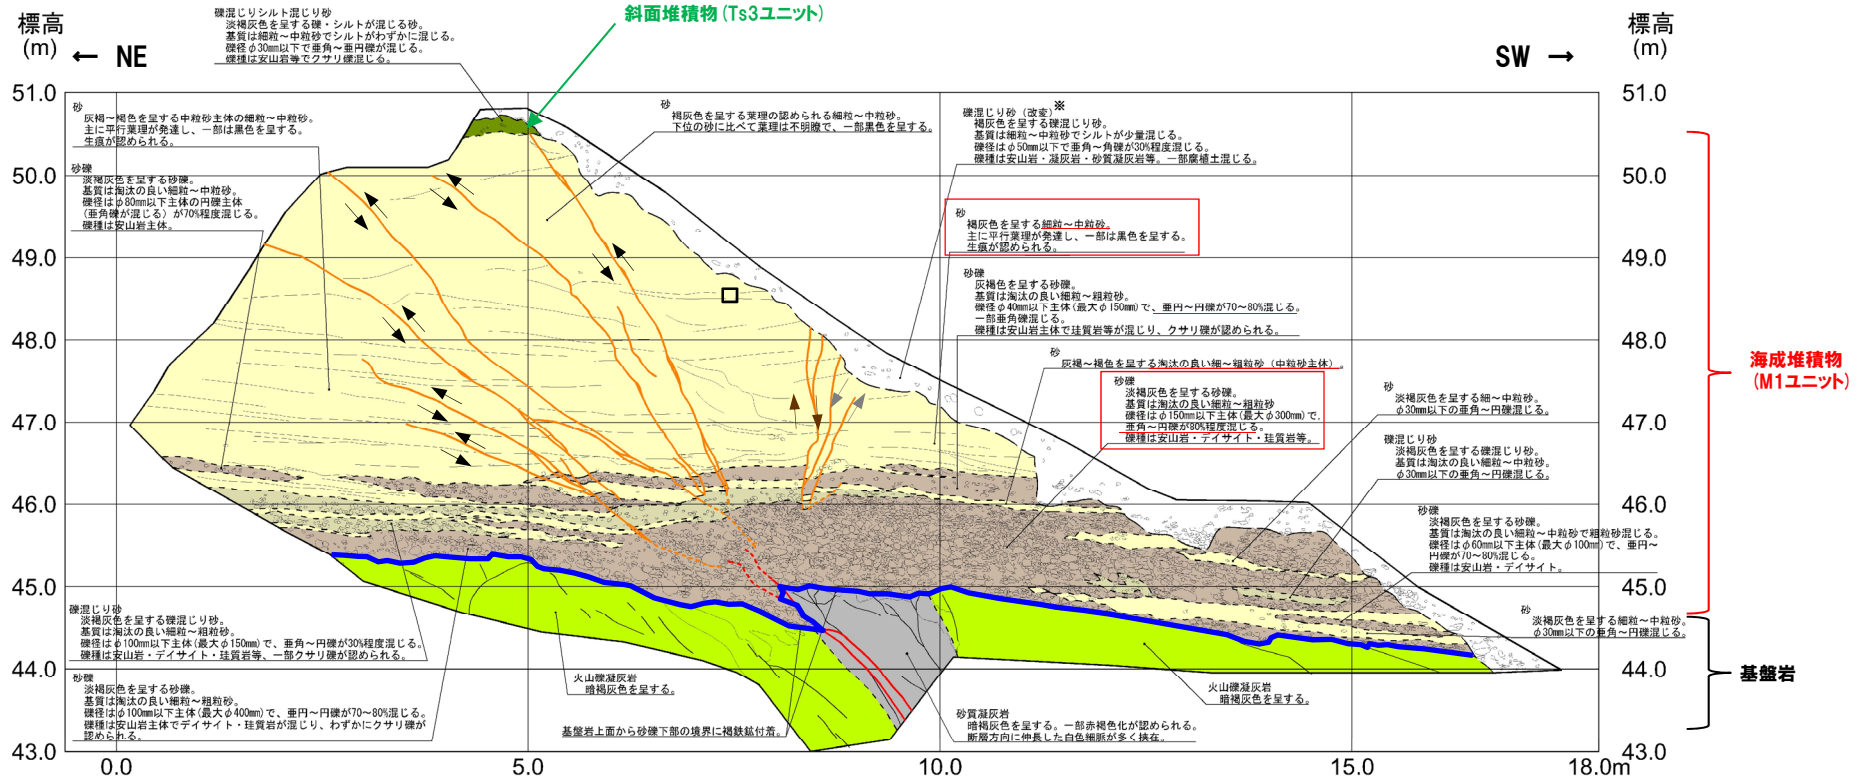 標高
(m)
← NE
礫混じりシルト混じり砂
淡褐灰色を呈する礫・シルトが混じる砂。
基質は細粒～中粒砂でシルトがわずかに混じる。
礫径φ30mm以下で亜角～亜円礫が混じる。
礫種は安山岩等でクサリ礫混じる。
斜面堆積物(Ts3ユニット)
SW →
標高
(m)
51.0
50.0
49.0
48.0
47.0
46.0
45.0
44.0
43.0
砂
灰褐～褐色を呈する中粒砂主体の細粒～中粒砂。
主に平行葉理が発達し、一部は黒色を呈する。
生痕が認められる。
砂礫
淡褐灰色を呈する砂礫。
基質は淘汰の良い細粒～中粒砂。
礫径はφ80mm以下主体の円礫主体
(亜角礫が混じる)が70%程度混じる。
礫種は安山岩主体。
砂
褐灰色を呈する葉理の認められる細粒～中粒砂。
下位の砂に比べて葉理は不明瞭で、一部黒色を呈する。
礫混じり砂(改変)※
褐灰色を呈する礫混じり砂。
基質は細粒～中粒砂でシルトが少量混じる。
礫径はφ50mm以下で亜角～角礫が30%程度混じる。
礫種は安山岩・凝灰岩・砂質凝灰岩等。一部腐植土混じる。
砂
褐灰色を呈する細粒～中粒砂。
主に平行葉理が発達し、一部は黒色を呈する。
生痕が認められる。
砂礫
灰褐色を呈する砂礫。
基質は淘汰の良い細粒～粗粒砂。
礫径φ40mm以下主体(最大φ150mm)で、亜円～円礫が70～80%混じる。
一部亜角礫混じる。
礫種は安山岩主体で珪質岩等が混じり、クサリ礫が認められる。
砂
灰褐～褐色を呈する淘汰の良い細～粗粒砂(中粒砂主体)。
砂礫
淡褐灰色を呈する砂礫。
基質は淘汰の良い細粒～粗粒砂
礫径はφ150mm以下主体(最大φ300mm)で、
亜角～円礫が80%程度混じる。
礫種は安山岩・デイサイト・珪質岩等。
砂
淡褐灰色を呈する細～中粒砂。
φ30mm以下の亜角～円礫混じる。
礫混じり砂
淡褐灰色を呈する礫混じり砂。
基質は淘汰の良い細粒～中粒砂。
φ30mm以下の亜角～円礫混じる。
砂礫
淡褐灰色を呈する砂礫。
基質は淘汰の良い細粒～中粒砂で粗粒砂混じる。
礫径はφ60mm以下主体(最大φ100mm)で、亜円～
円礫が70～80%混じる。
礫種は安山岩・デイサイト。
砂
淡褐灰色を呈する細粒～中粒砂。
φ30mm以下の亜角～円礫混じる。
礫混じり砂
淡褐灰色を呈する礫混じり砂。
基質は淘汰の良い細粒～粗粒砂。
礫径はφ100mm以下主体(最大φ150mm)で、亜角～円礫が30%程度混じる。
礫種は安山岩・デイサイト・珪質岩等、一部クサリ礫が認められる。
砂礫
淡褐灰色を呈する砂礫。
基質は淘汰の良い細粒～粗粒砂。
礫径はφ100mm以下主体(最大φ400mm)で、亜円～円礫が70～80%混じる。
礫種は安山岩主体でデイサイト・珪質岩が混じり、わずかにクサリ礫が
認められる。
火山礫凝灰岩
暗褐灰色を呈する。
基盤岩上面から砂礫下部の境界に褐鉄鉱付着。
砂質凝灰岩
暗褐灰色を呈する。一部赤褐色化が認められる。
断層方向に伸長した白色細脈が多く挟在。
火山礫凝灰岩
暗褐灰色を呈する。
51.0
50.0
49.0
48.0
47.0
46.0
45.0
44.0
43.0
海成堆積物
(M1ユニット)
基盤岩
0.0
5.0
10.0
15.0
18.0m